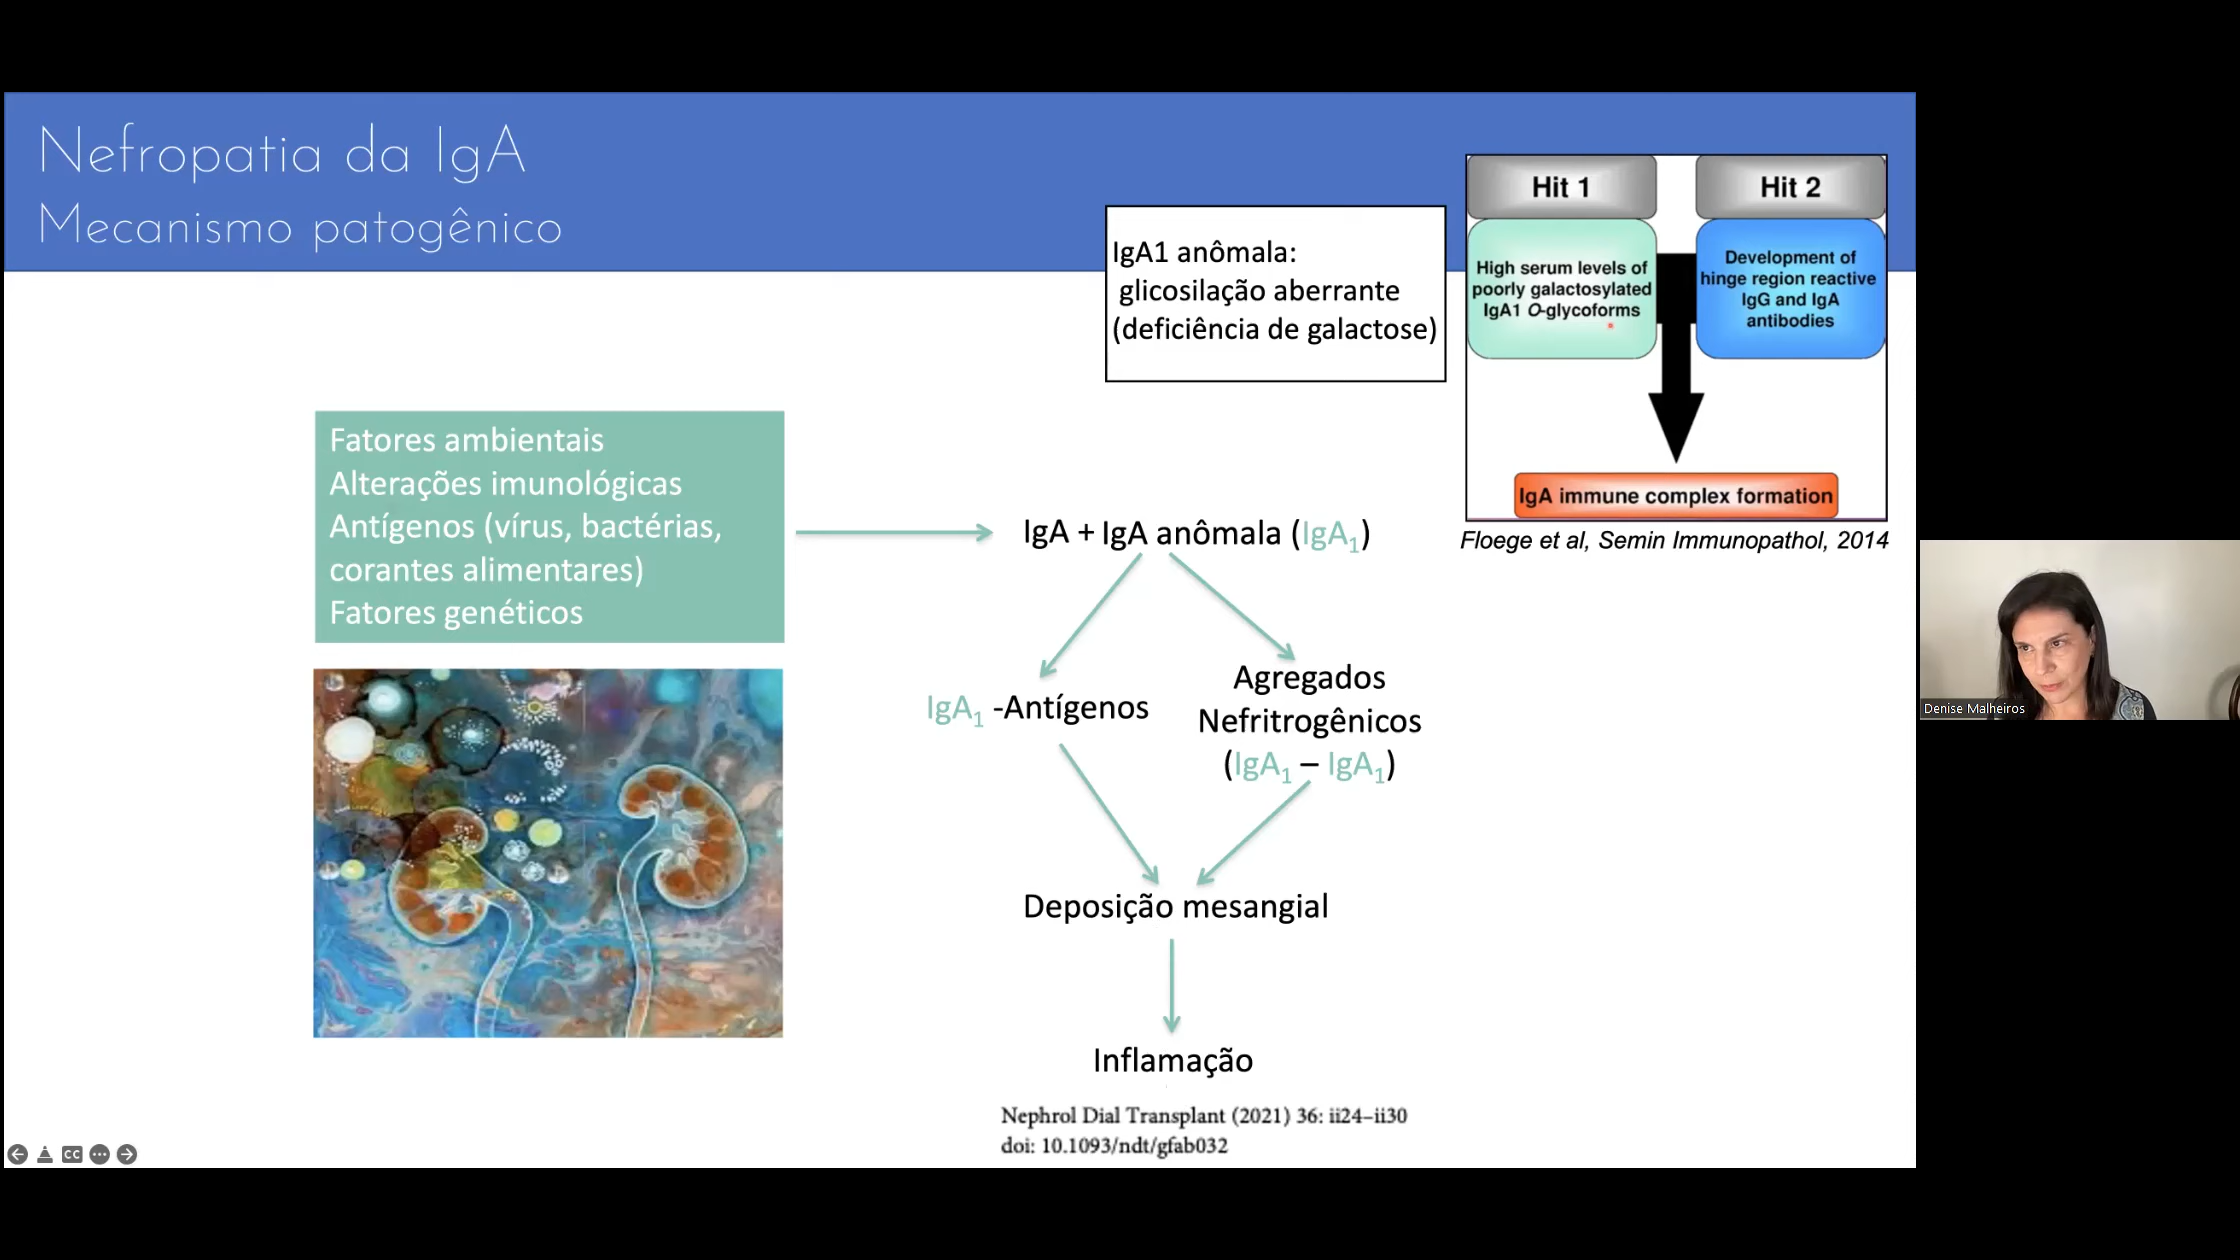 Nefropatia da IgA
Mecanismo patogênico
IgA1 anômala:
glicosilação aberrante
(deficiência de galactose)
Hit 1
High serum levels of
poorly galactosylated
IgA1 O-glycoforms
Hit 2
Development of
hinge region reactive
IgG and IgA
antibodies
IgA immune complex formation
Floege et al, Semin Immunopathol, 2014
Fatores ambientais
Alterações imunológicas
Antígenos (vírus, bactérias,
corantes alimentares)
Fatores genéticos
IgA + IgA anômala (IgA1)
IgA1 -Antígenos
Agregados
Nefritrogênicos
(IgA1 – IgA1)
Deposição mesangial
Inflamação
Nephrol Dial Transplant (2021) 36: ii24–ii30
doi: 10.1093/ndt/gfab032
CC
Denise Malheiros